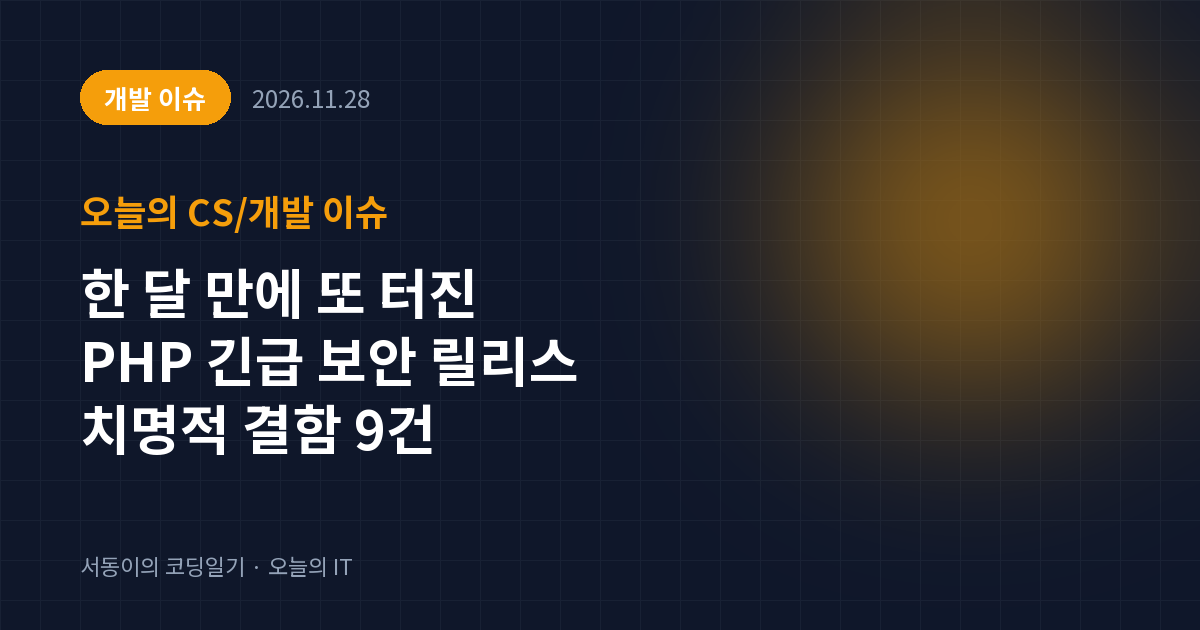 개발 이슈 2026.11.28
오늘의 CS/개발 이슈
한 달 만에 또 터진
PHP 긴급 보안 릴리스
치명적 결함 9건
서동이의 코딩일기 · 오늘의 IT